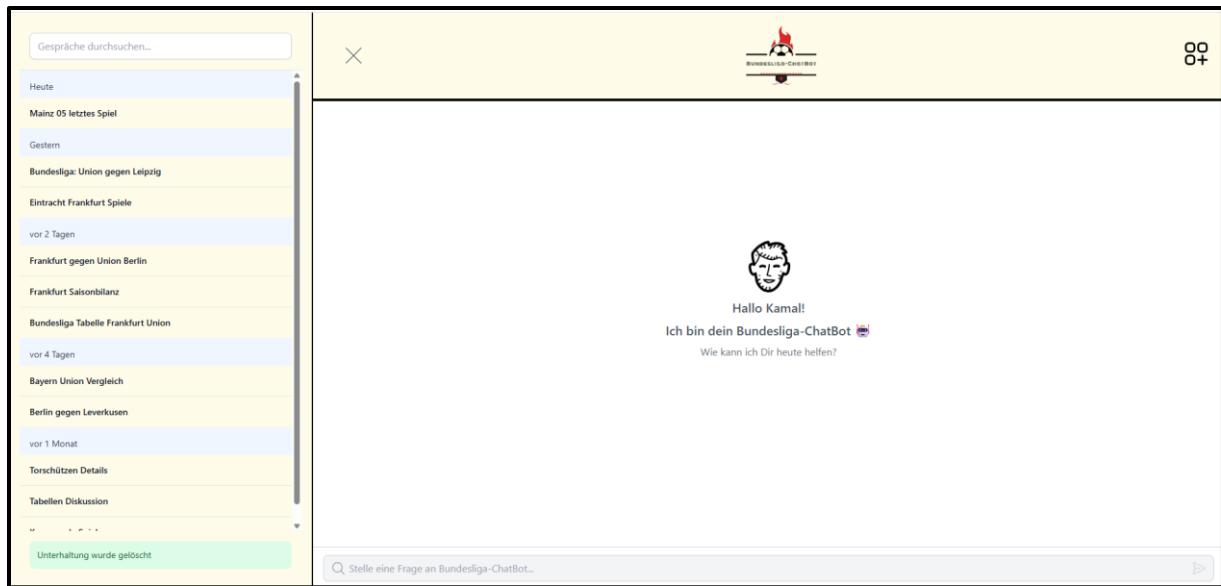 Gespräche durchsuchen...
Heute
Mainz 05 letztes Spiel
Gestern
Bundesliga: Union gegen Leipzig
Eintracht Frankfurt Spiele
vor 2 Tagen
Frankfurt gegen Union Berlin
Frankfurt Saisonbilanz
Bundesliga Tabelle Frankfurt Union
vor 4 Tagen
Bayern Union Vergleich
Berlin gegen Leverkusen
vor 1 Monat
Torschützen Details
Tabellen Diskussion
Unterhaltung wurde gelöscht
BUNDESLIGA-CHATBOT
Hallo Kamal!
Ich bin dein Bundesliga-ChatBot
Wie kann ich Dir heute helfen?
Stelle eine Frage an Bundesliga-ChatBot...